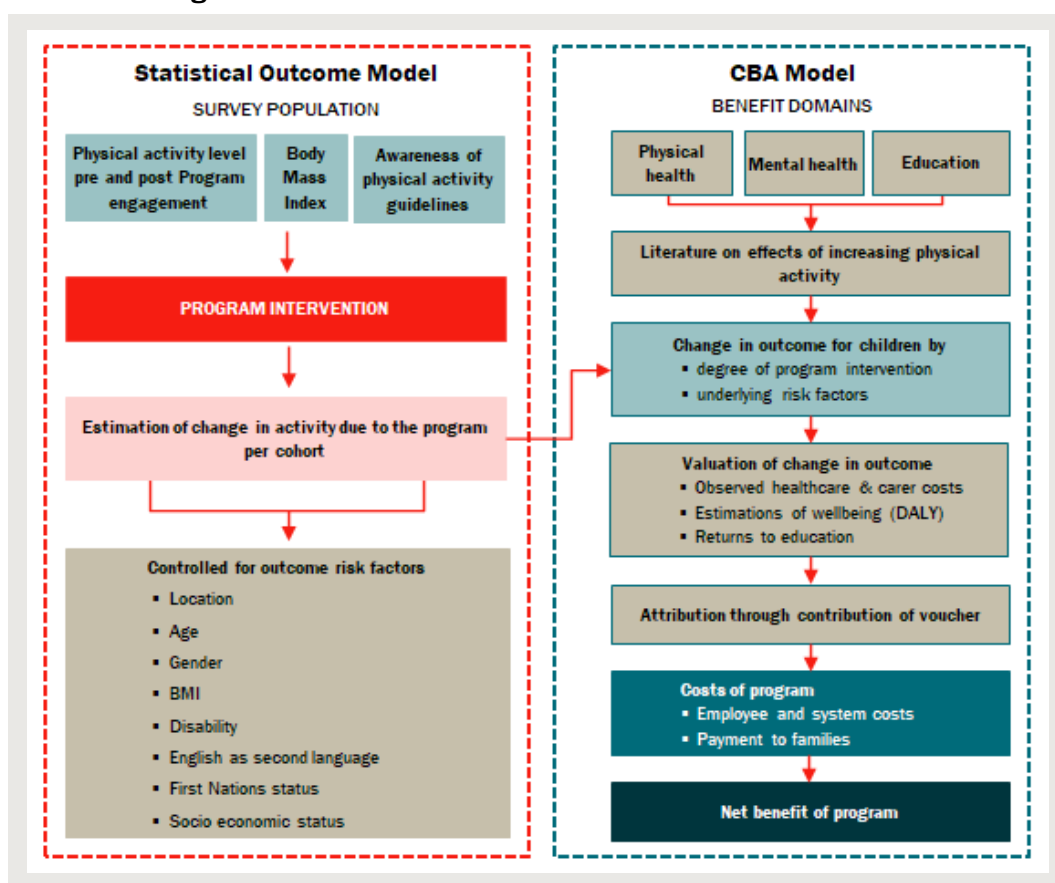 Statistical Outcome Model
SURVEY POPULATION
Physical activity level
pre and post Program
engagement
Body
Mass
Index
Awareness of
physical activity
guidelines
PROGRAM INTERVENTION
Estimation of change in activity due to the program
per cohort
Controlled for outcome risk factors
▪ Location
▪ Age
▪ Gender
▪ BMI
▪ Disability
▪ English as second language
▪ First Nations status
▪ Socio economic status
CBA Model
BENEFIT DOMAINS
Physical
health
Mental health
Education
Literature on effects of increasing physical
activity
Change in outcome for children by
▪ degree of program intervention
▪ underlying risk factors
Valuation of change in outcome
▪ Observed healthcare & carer costs
▪ Estimations of wellbeing (DALY)
▪ Returns to education
Attribution through contribution of voucher
Costs of program
▪ Employee and system costs
▪ Payment to families
Net benefit of program